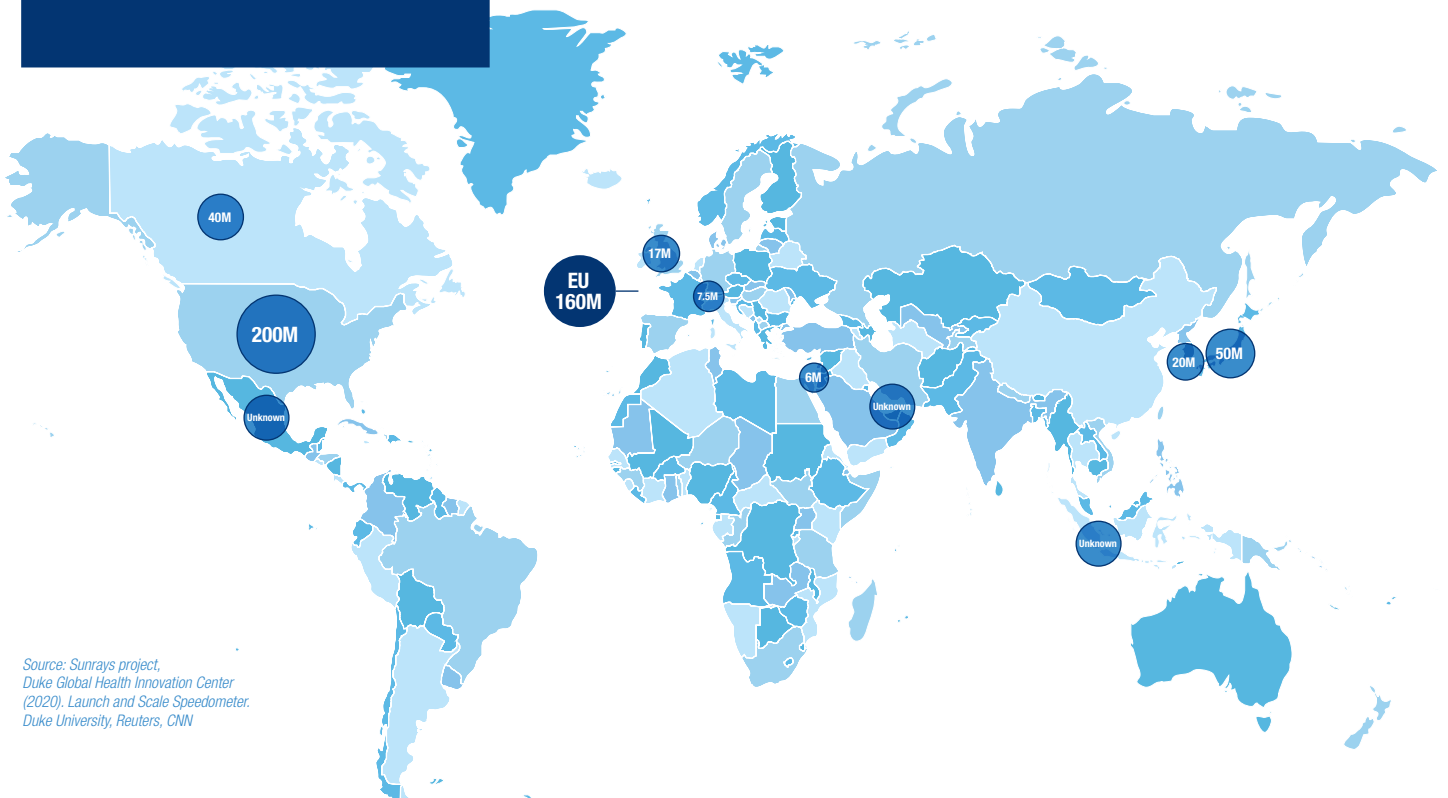 40M
17M
EU
160M
7.5M
200M
20M
50M
6M
Unknown
Unknown
Unknown
Source: Sunrays project,
Duke Global Health Innovation Center
(2020). Launch and Scale Speedometer.
Duke University, Reuters, CNN